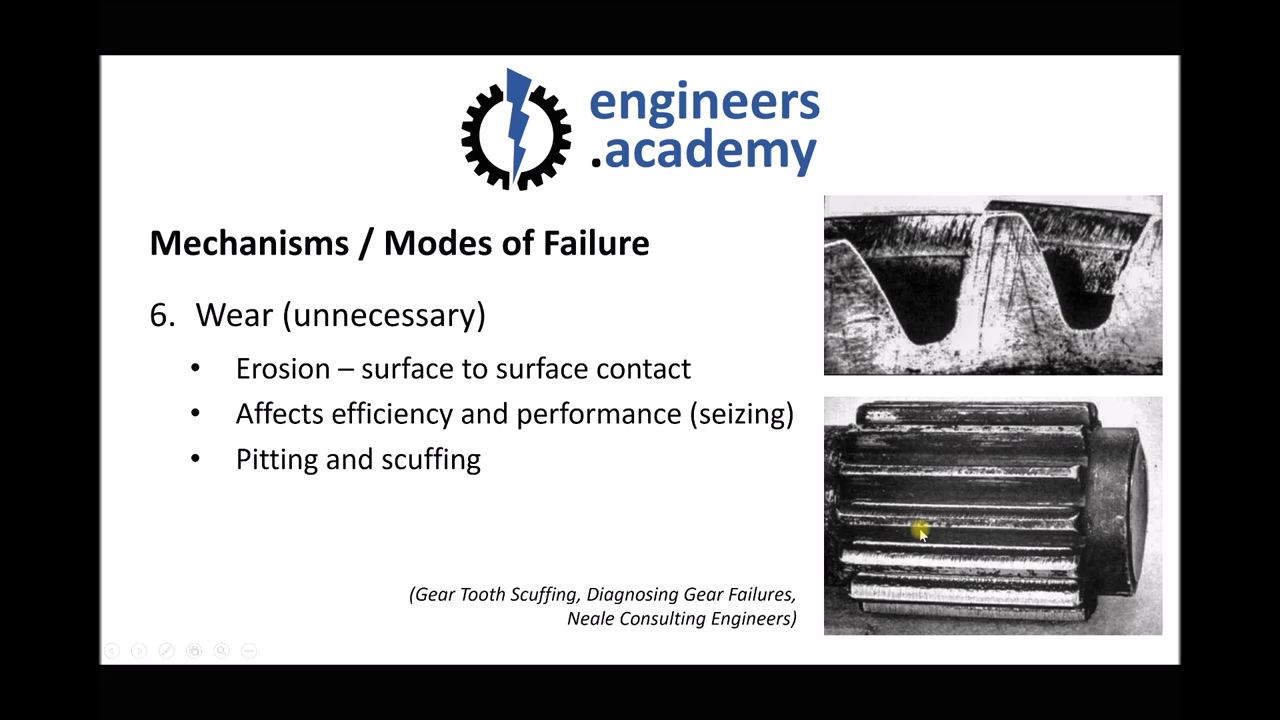 engineers
.academy
Mechanisms / Modes of Failure
6. Wear (unnecessary)
• Erosion – surface to surface contact
• Affects efficiency and performance (seizing)
• Pitting and scuffing
(Gear Tooth Scuffing, Diagnosing Gear Failures,
Neale Consulting Engineers)